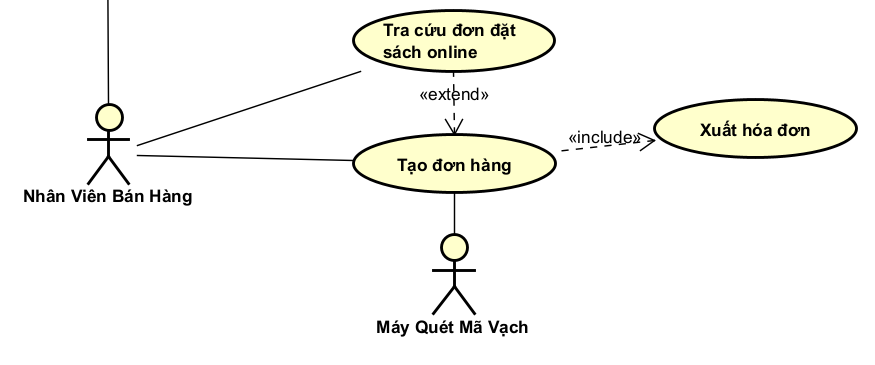 Tra cứu đơn đặt
sách online
«extend»
«include»
Xuất hóa đơn
Tạo đơn hàng
Nhân Viên Bán Hàng
Máy Quét Mã Vạch